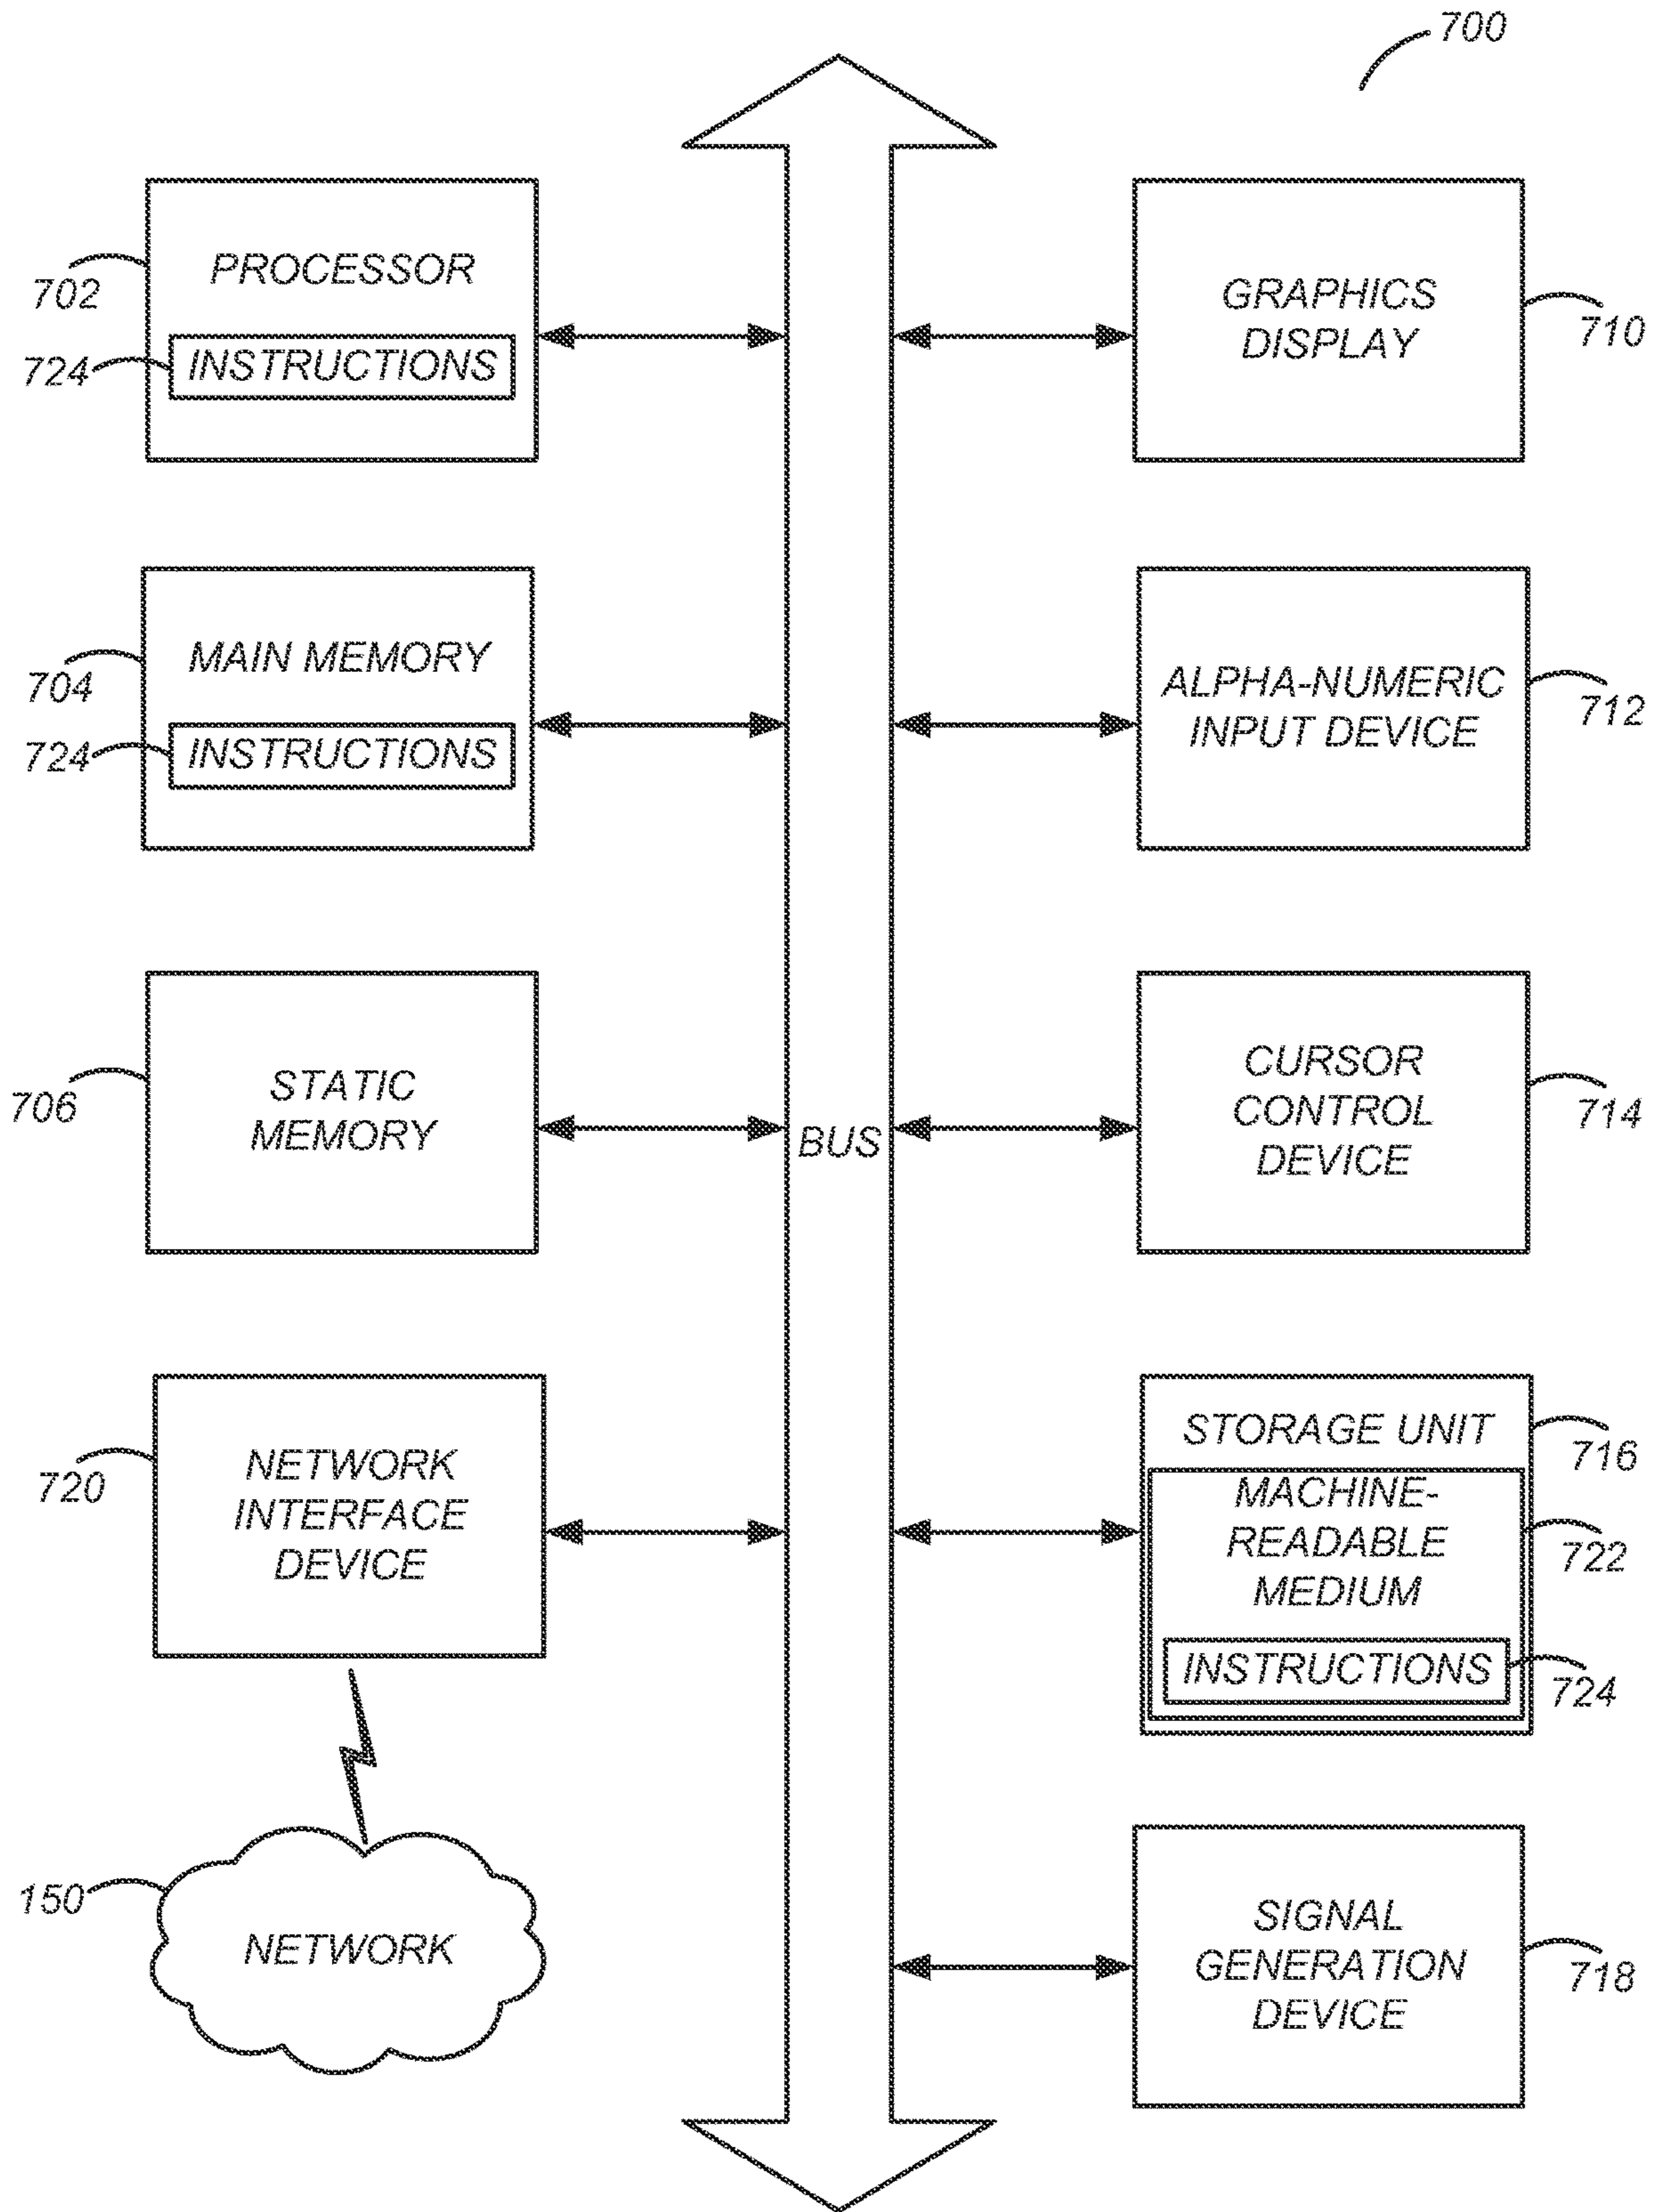 700
PROCESSOR
702
724
INSTRUCTIONS
GRAPHICS
DISPLAY
710
MAIN MEMORY
704
724
INSTRUCTIONS
ALPHA-NUMERIC
INPUT DEVICE
712
STATIC
MEMORY
706
BUS
CURSOR
CONTROL
DEVICE
714
NETWORK
INTERFACE
DEVICE
720
STORAGE UNIT
716
MACHINE-
READABLE
MEDIUM
722
INSTRUCTIONS
724
150
NETWORK
SIGNAL
GENERATION
DEVICE
718